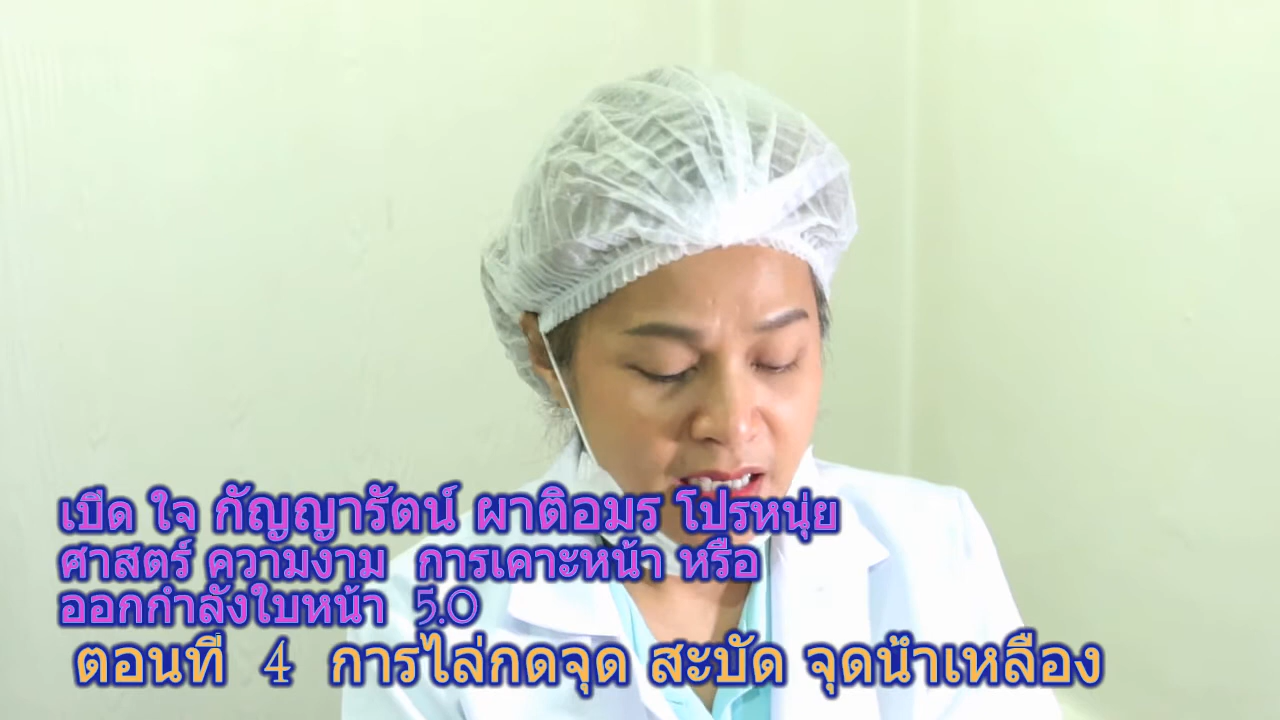 เบิด ใจ กัญญารัตน์ ผาติอมร โปรหนุ่ย
ศาสตร์ ความงาม การเคาะหน้า หรือ
ออกกำลังใบหน้า 5.0
ตอนที่ 4 การไล่กดจุด สะบัด จุดน้ำเหลือง